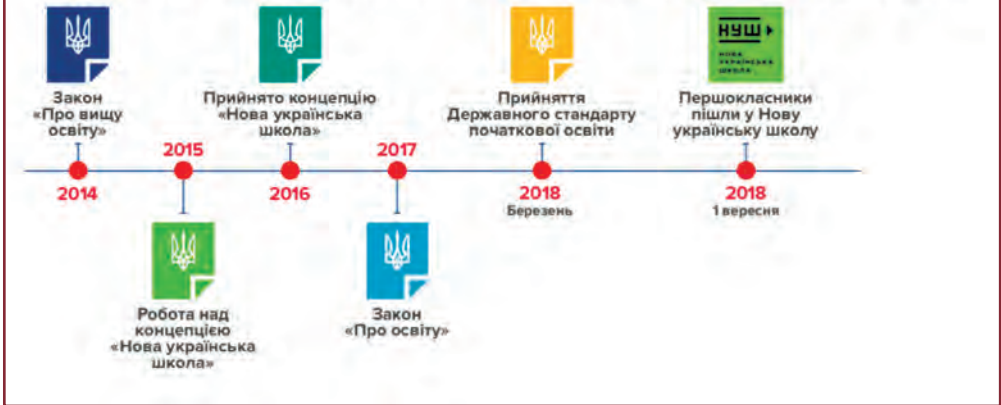 НУШ
НОВА
УКРАЇНСЬКА
ШКОЛА
Закон
«Про вищу
освіту»
2014
2015
Робота над
концепцією
«Нова українська
школа»
Прийнято концепцію
«Нова українська
школа»
2016
2017
Закон
«Про освіту»
Прийняття
Державного стандарту
початкової освіти
2018
Березень
Першокласники
пішли у Нову
українську школу
2018
1 вересня